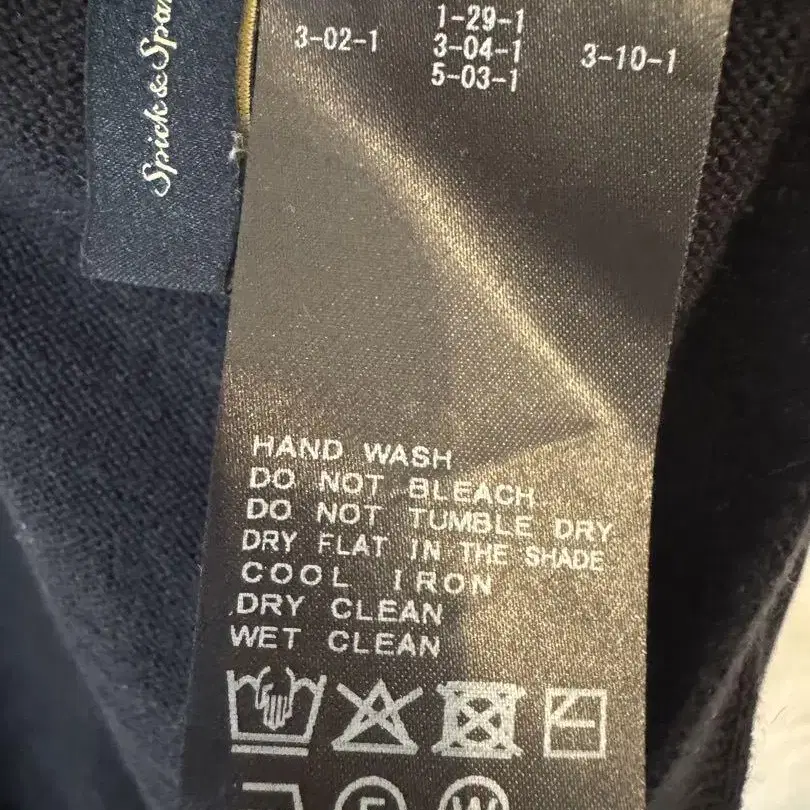 Spick & Span
3-02-1
1-29-1
3-04-1
5-03-1
3-10-1
HAND WASH
DO NOT BLEACH
DO NOT TUMBLE DRY
DRY FLAT IN THE SHADE
COOL IRON
DRY CLEAN
WET CLEAN
F
W